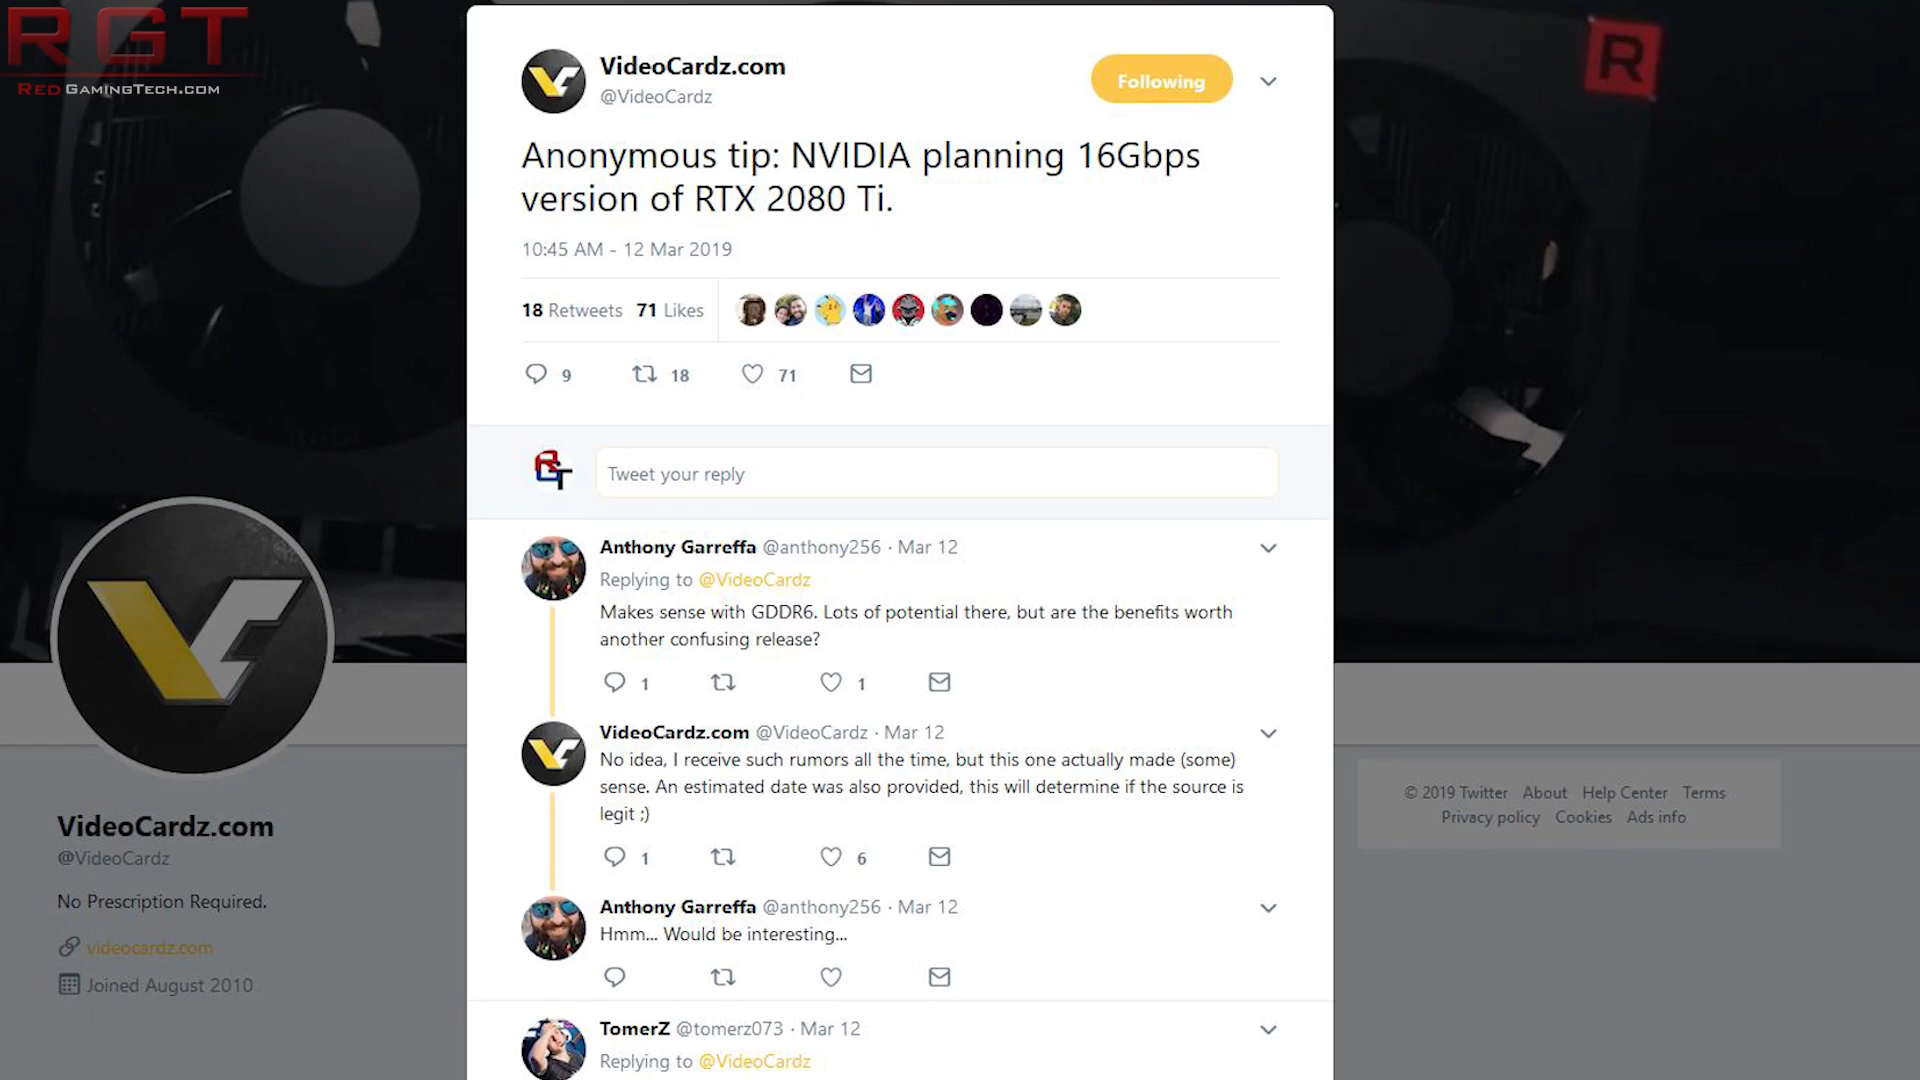 RGT
RedGamingTech.com
VideoCardz.com
@VideoCardz
Following
Anonymous tip: NVIDIA planning 16Gbps
version of RTX 2080 Ti.
10:45 AM - 12 Mar 2019
18 Retweets 71 Likes
9 18 71
RGT
Tweet your reply
Anthony Garreffa @anthony256 · Mar 12
Replying to @VideoCardz
Makes sense with GDDR6. Lots of potential there, but are the benefits worth
another confusing release?
1 1
VideoCardz.com @VideoCardz · Mar 12
No idea, I receive such rumors all the time, but this one actually made (some)
sense. An estimated date was also provided, this will determine if the source is
legit ;)
1 6
Anthony Garreffa @anthony256 · Mar 12
Hmm... Would be interesting...
TomerZ @tomerz073 · Mar 12
Replying to @VideoCardz
VideoCardz.com
@VideoCardz
No Prescription Required.
videocardz.com
Joined August 2010
R
© 2019 Twitter About Help Center Terms
Privacy policy Cookies Ads info